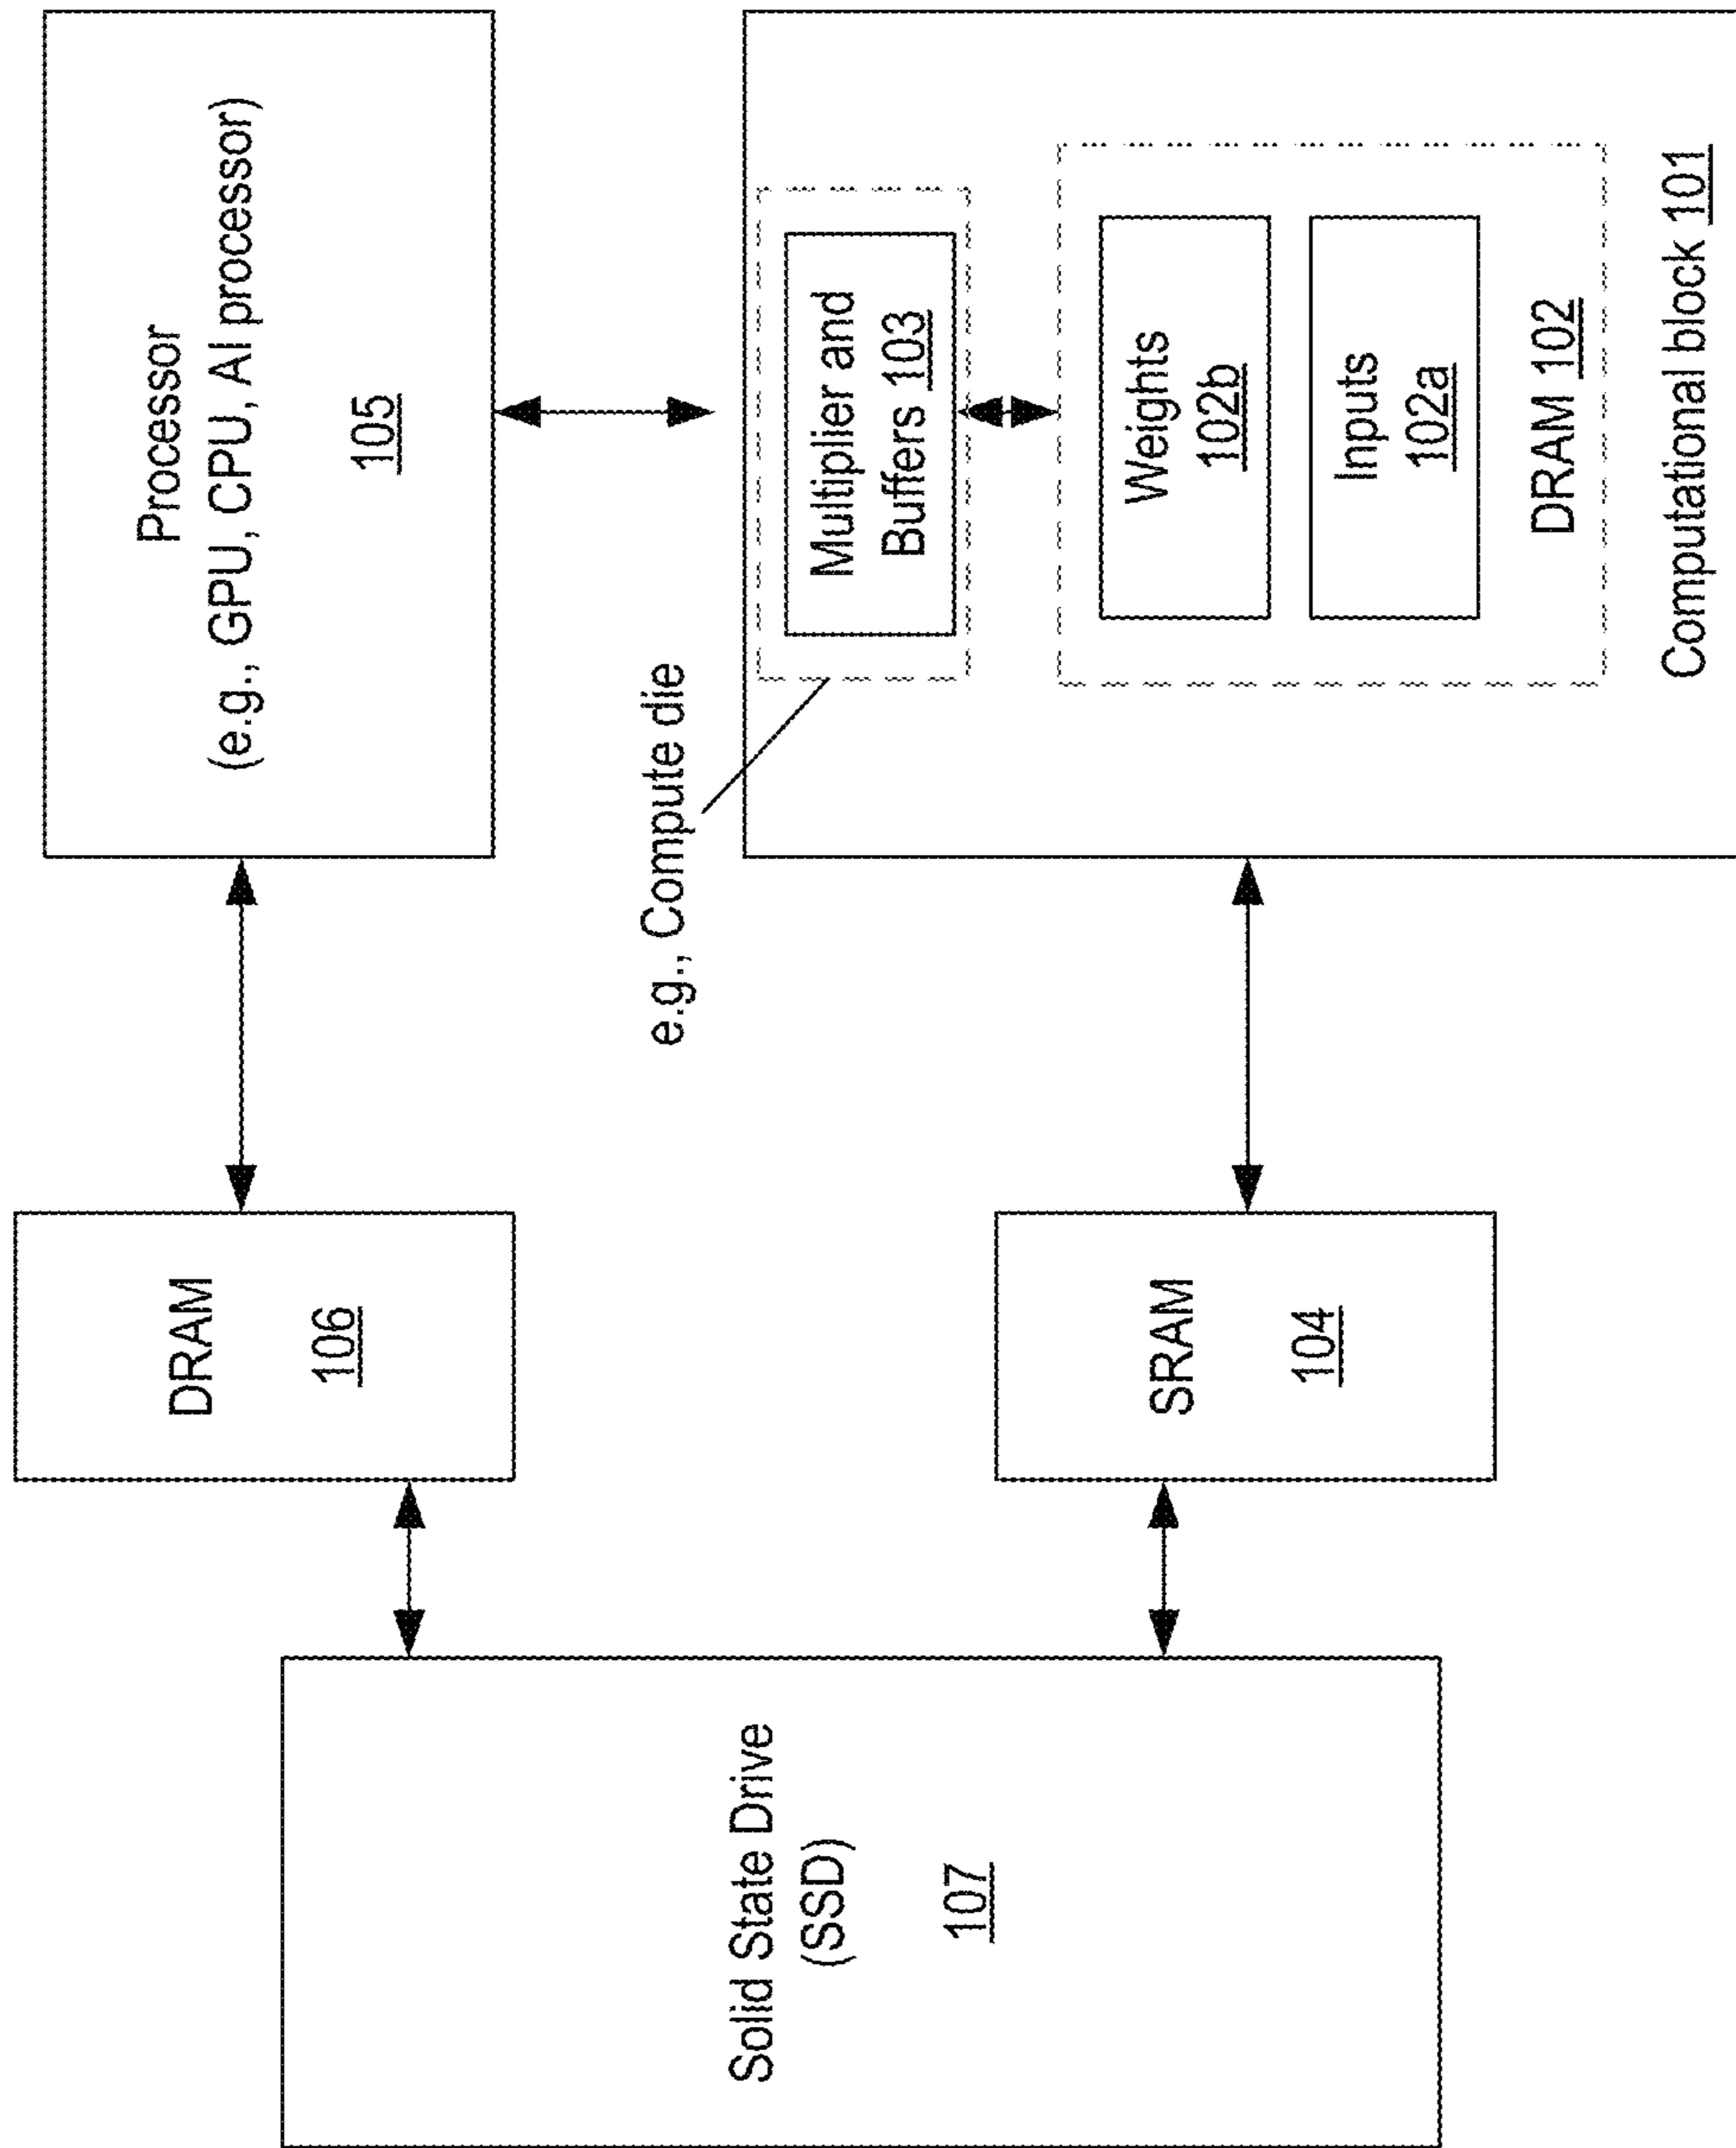 Processor
(e.g., GPU, CPU, AI processor)
105
DRAM
106
Solid State Drive
(SSD)
107
SRAM
104
e.g., Compute die
Multiplier and
Buffers 103
Weights
102b
Inputs
102a
DRAM 102
Computational block 101